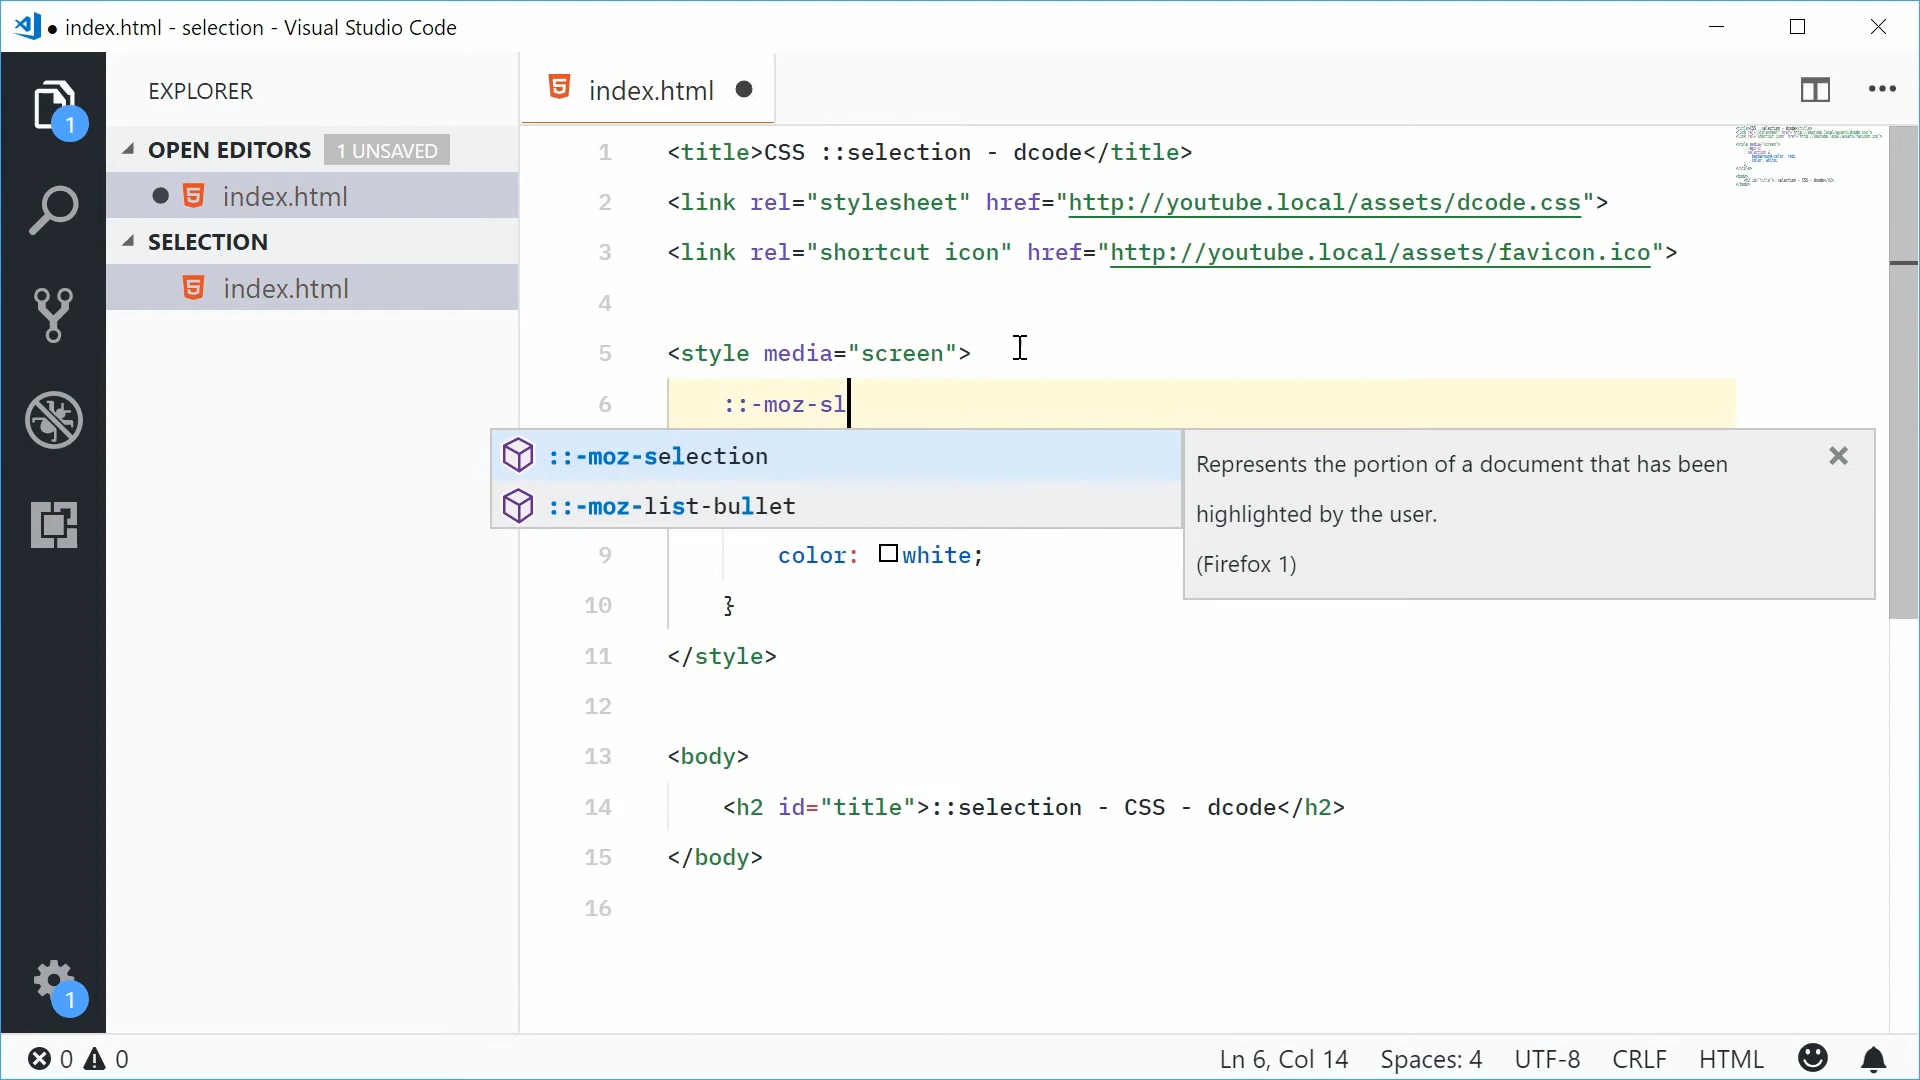 ● index.html - selection - Visual Studio Code
1
EXPLORER
OPEN EDITORS 1 UNSAVED
index.html
SELECTION
index.html
index.html
1 <title>CSS ::selection - dcode</title>
2 <link rel="stylesheet" href="http://youtube.local/assets/dcode.css">
3 <link rel="shortcut icon" href="http://youtube.local/assets/favicon.ico">
4
5 <style media="screen">
6 ::-moz-sl
::-moz-selection
::-moz-list-bullet
Represents the portion of a document that has been
highlighted by the user.
(Firefox 1)
9 color: white;
10 }
11 </style>
12
13 <body>
14 <h2 id="title">::selection - CSS - dcode</h2>
15 </body>
16
1
0 0
Ln 6, Col 14 Spaces: 4 UTF-8 CRLF HTML